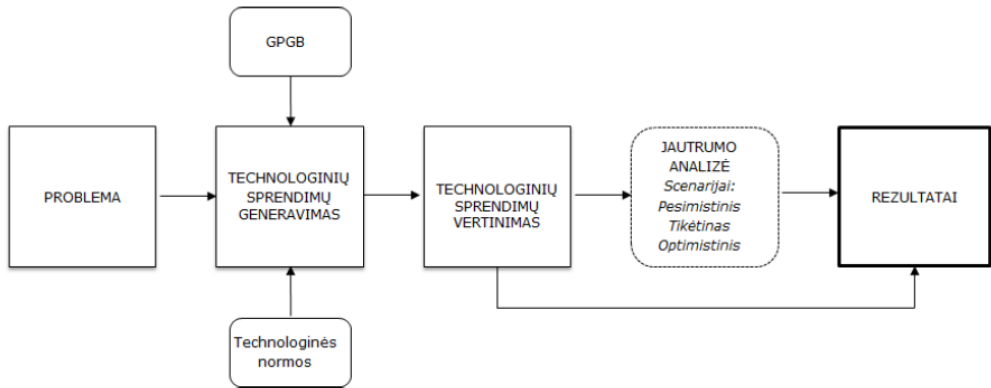 GPGB
PROBLEMA
TECHNOLOGINIŲ
SPRENDIMŲ
GENERAVIMAS
TECHNOLOGINIŲ
SPRENDIMŲ
VERTINIMAS
JAUTRUMO
ANALIZĖ
Scenarijai:
Pesimistinis
Tikėtinas
Optimistinis
REZULTATAI
Technologinės
normos